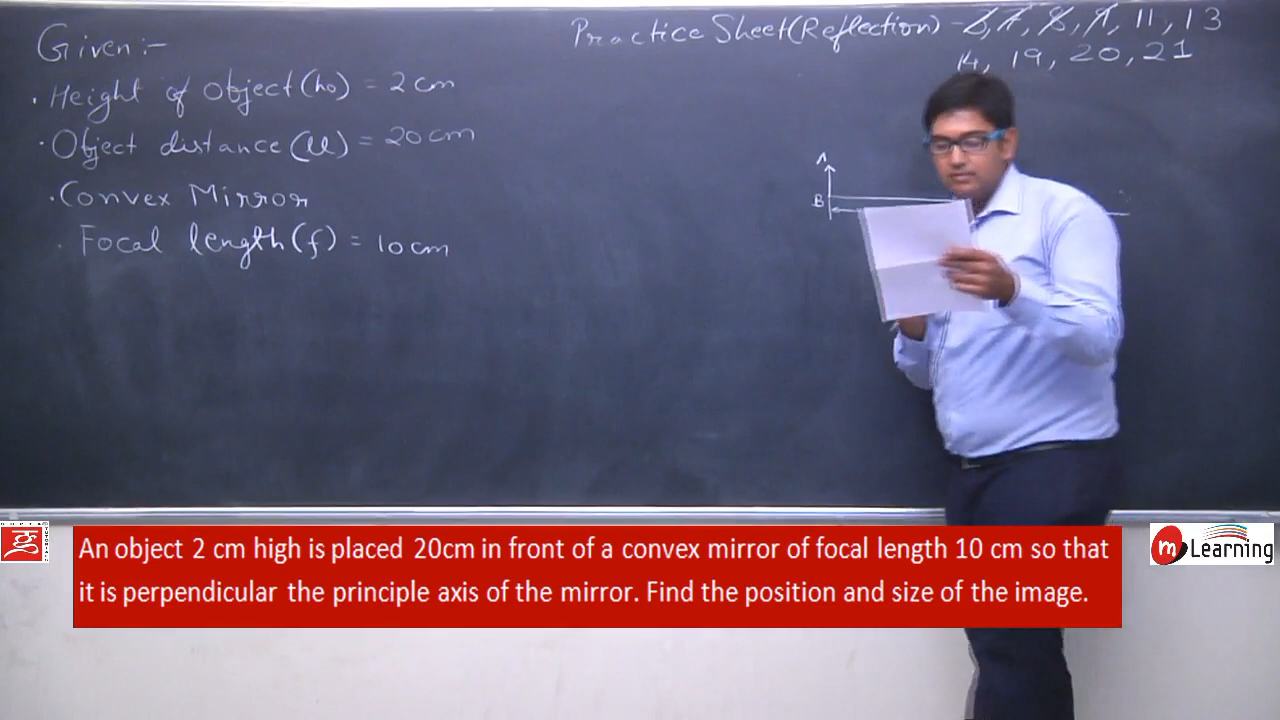 Given:-
. Height of object (ho) = 2 cm
. Object distance (u) = 20 cm
. Convex Mirror
. Focal length (f) = 10 cm
Practice Sheet (Reflection) - 11, 13
14, 19, 20, 21
A
B
An object 2 cm high is placed 20cm in front of a convex mirror of focal length 10 cm so that
it is perpendicular the principle axis of the mirror. Find the position and size of the image.
m Learning